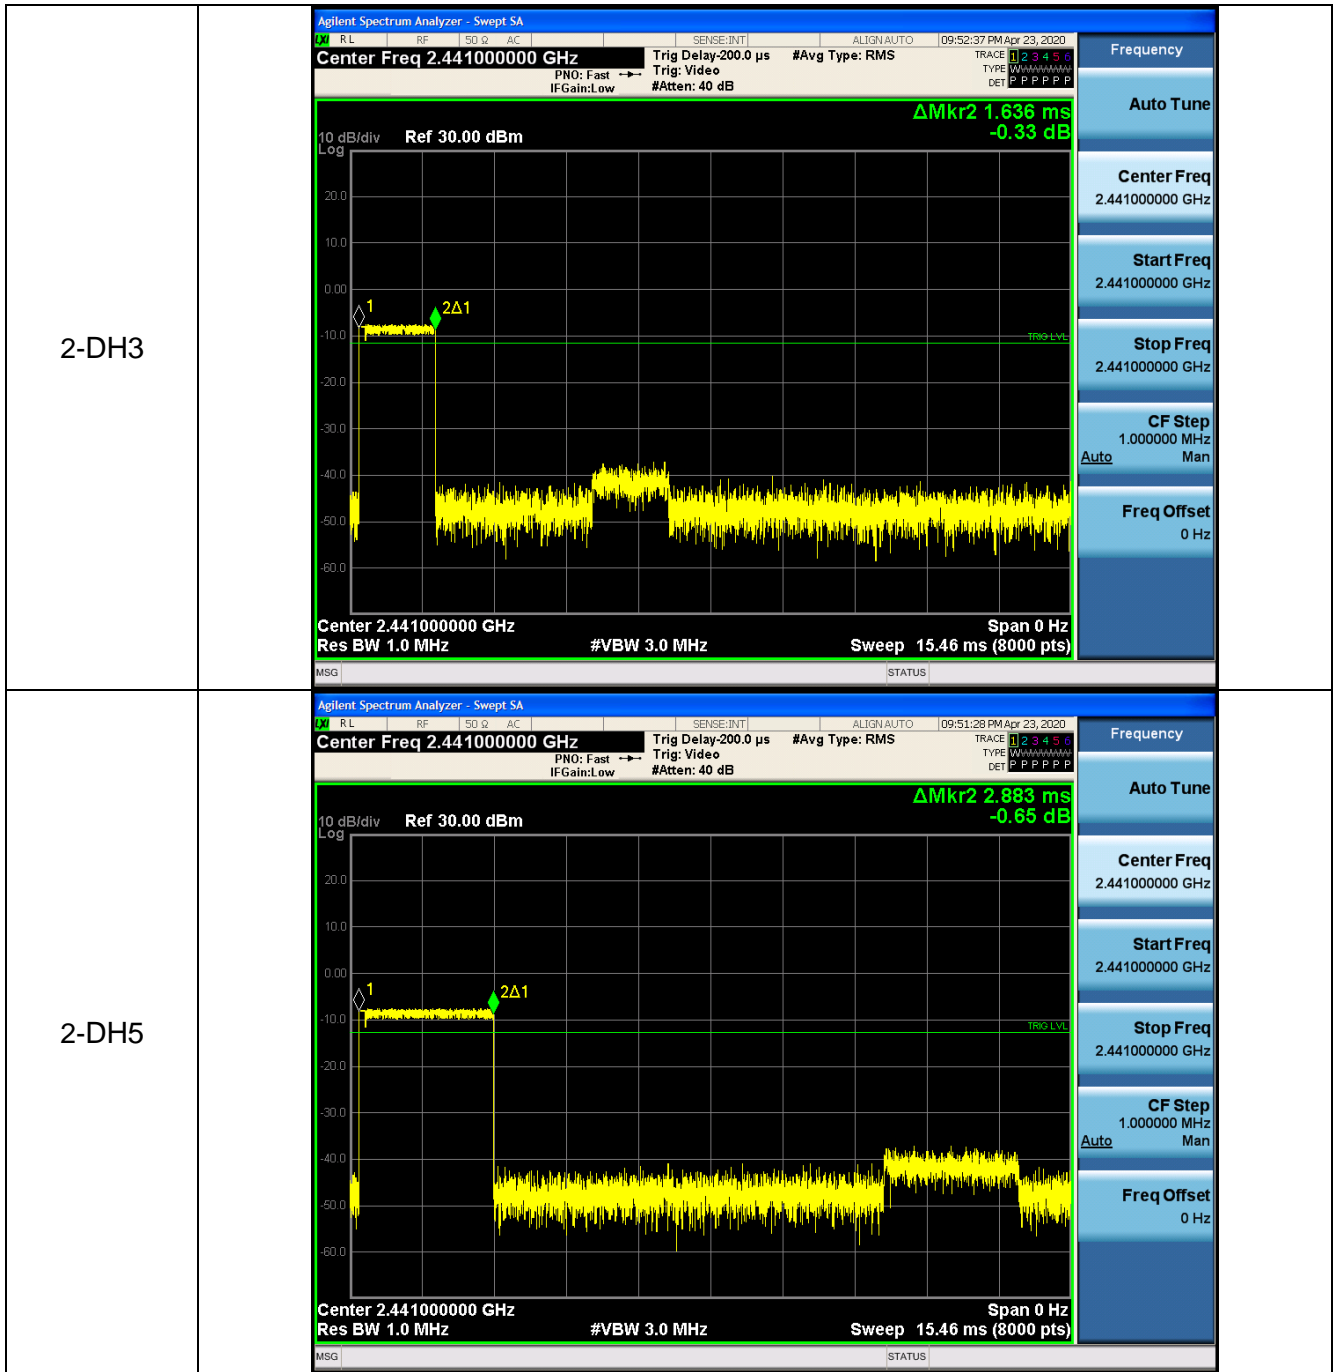 2-DH3
Agilent Spectrum Analyzer - Swept SA
LXI RL RF 50 Ω AC SENSE:INT ALIGN AUTO 09:52:37 PM Apr 23, 2020
Center Freq 2.441000000 GHz
PNO: Fast
IFGain:Low
Trig Delay-200.0 µs
Trig: Video
#Atten: 40 dB
#Avg Type: RMS
TRACE 1 2 3 4 5 6
TYPE WWWWWW
DET P P P P P P
ΔMkr2 1.636 ms
-0.33 dB
10 dB/div Ref 30.00 dBm
Log
20.0
10.0
0.00
-10.0
-20.0
-30.0
-40.0
-50.0
-60.0
1
2Δ1
TRIG LVL
Center 2.441000000 GHz Span 0 Hz
Res BW 1.0 MHz #VBW 3.0 MHz Sweep 15.46 ms (8000 pts)
MSG STATUS
Frequency
Auto Tune
Center Freq
2.441000000 GHz
Start Freq
2.441000000 GHz
Stop Freq
2.441000000 GHz
CF Step
1.000000 MHz
Auto Man
Freq Offset
0 Hz
2-DH5
Agilent Spectrum Analyzer - Swept SA
LXI RL RF 50 Ω AC SENSE:INT ALIGN AUTO 09:51:28 PM Apr 23, 2020
Center Freq 2.441000000 GHz
PNO: Fast
IFGain:Low
Trig Delay-200.0 µs
Trig: Video
#Atten: 40 dB
#Avg Type: RMS
TRACE 1 2 3 4 5 6
TYPE WWWWWW
DET P P P P P P
ΔMkr2 2.883 ms
-0.65 dB
10 dB/div Ref 30.00 dBm
Log
20.0
10.0
0.00
-10.0
-20.0
-30.0
-40.0
-50.0
-60.0
1
2Δ1
TRIG LVL
Center 2.441000000 GHz Span 0 Hz
Res BW 1.0 MHz #VBW 3.0 MHz Sweep 15.46 ms (8000 pts)
MSG STATUS
Frequency
Auto Tune
Center Freq
2.441000000 GHz
Start Freq
2.441000000 GHz
Stop Freq
2.441000000 GHz
CF Step
1.000000 MHz
Auto Man
Freq Offset
0 Hz